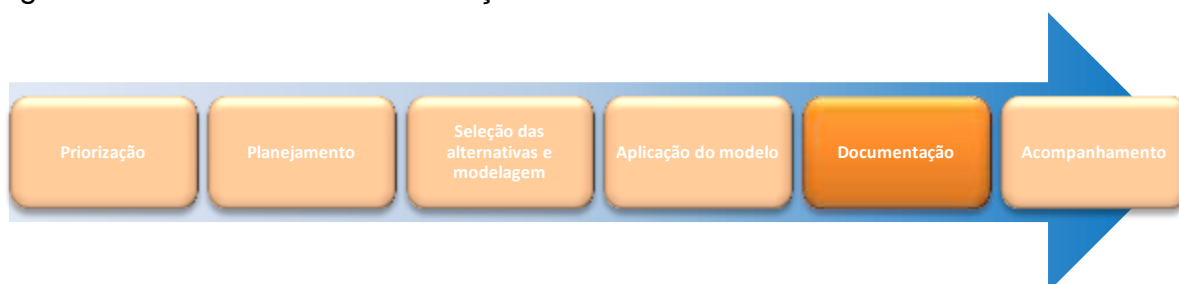 Priorização
Planejamento
Seleção das
alternativas e
modelagem
Aplicação do modelo
Documentação
Acompanhamento